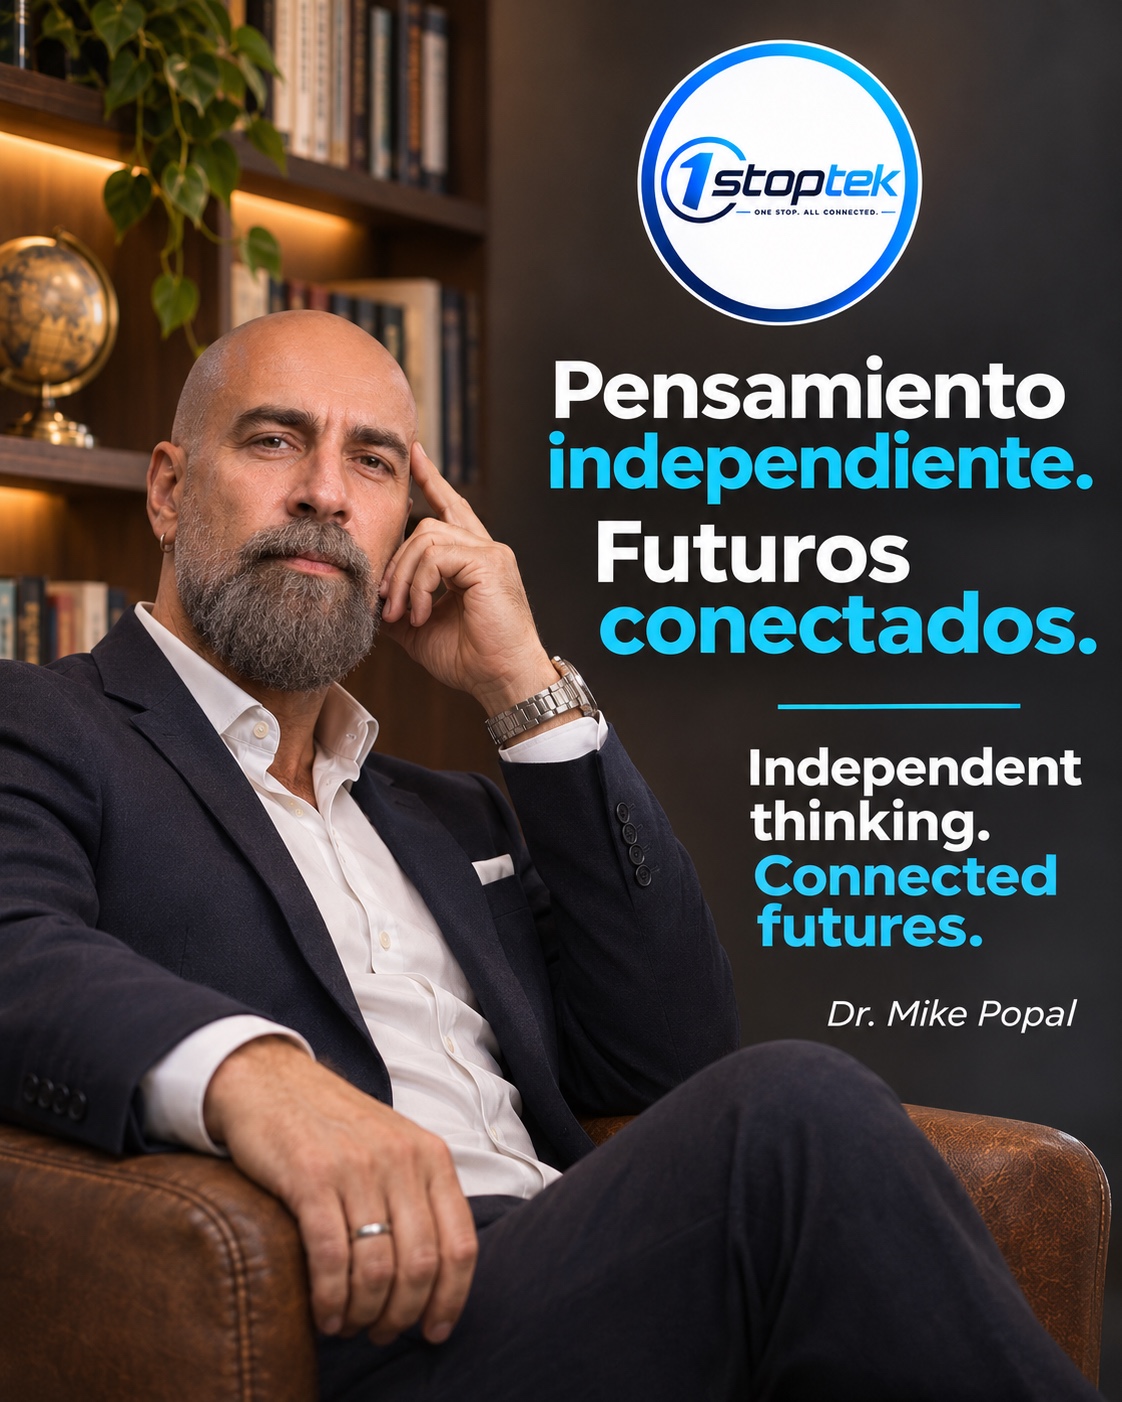 1stoptek
ONE STOP. ALL CONNECTED.
Pensamiento
independiente.
Futuros
conectados.
Independent
thinking.
Connected
futures.
Dr. Mike Popal